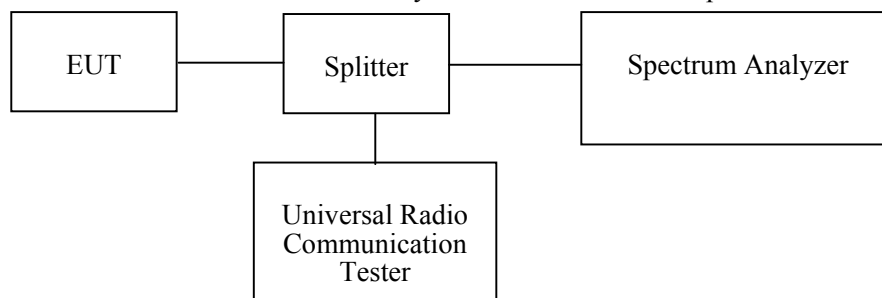 EUT
Splitter
Spectrum Analyzer
Universal Radio
Communication
Tester